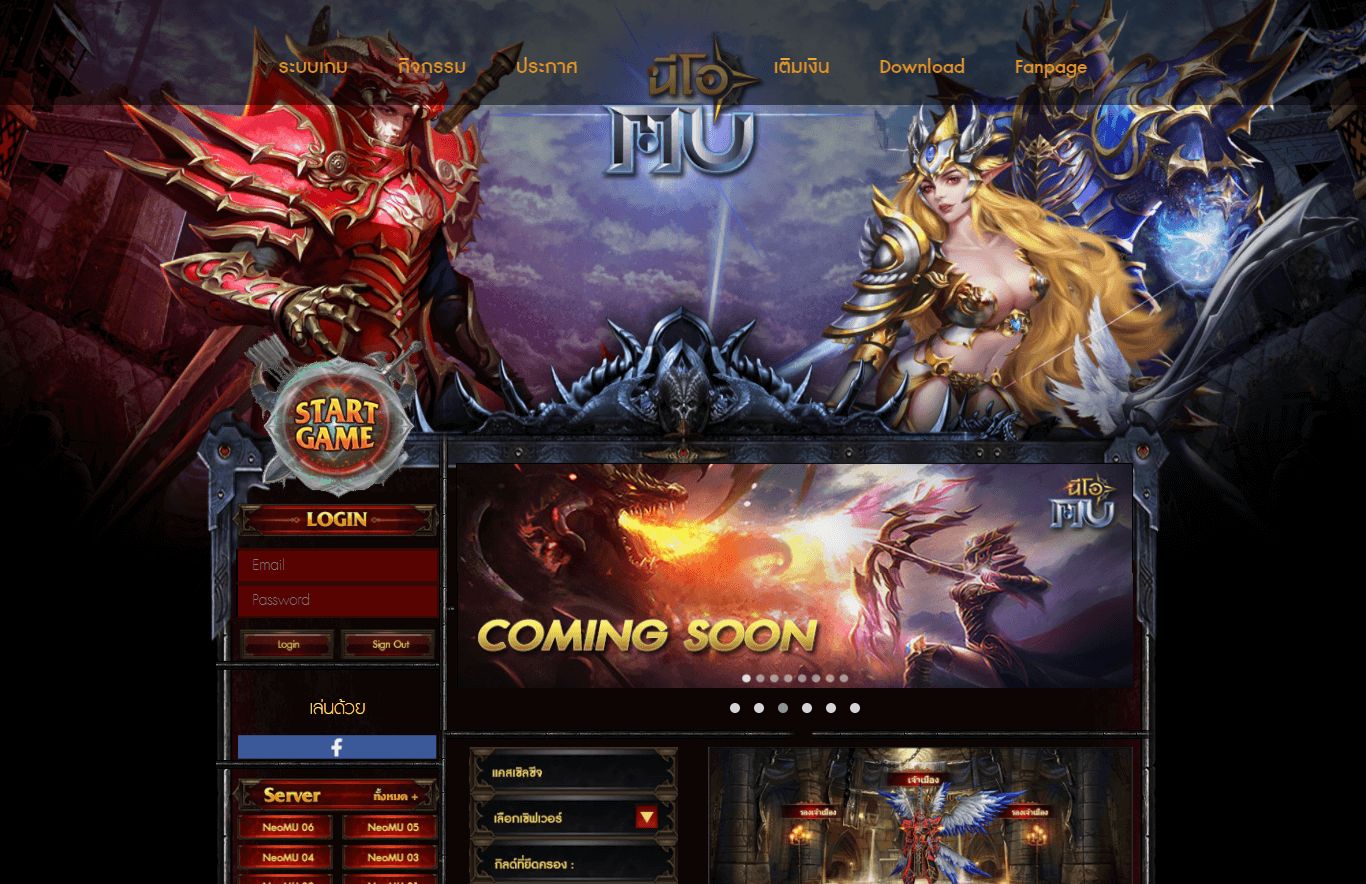 ระบบเกม
กิจกรรม
ประกาศ
นีโอ
MU
เติมเงิน
Download
Fanpage
START
GAME
LOGIN
Email
Password
Login
Sign Out
เล่นด้วย
f
Server
ทั้งหมด +
NeoMU 06
NeoMU 05
NeoMU 04
NeoMU 03
นีโอ
MU
COMING SOON
แคสเซิลซีจ
เลือกเซิฟเวอร์
กิลด์ที่ยึดครอง :
เจ้าเมือง
รองเจ้าเมือง
รองเจ้าเมือง